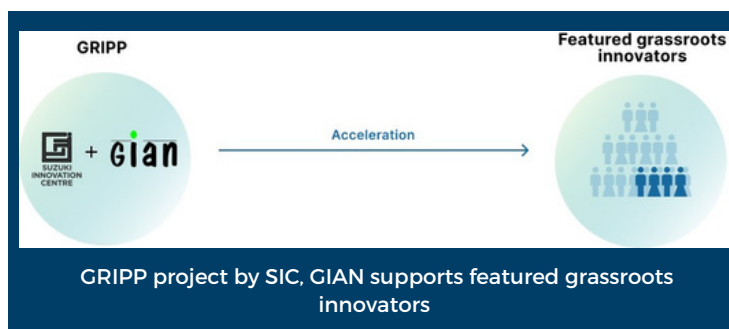 GRIPP
Featured grassroots
innovators
SUZUKI
INNOVATION
CENTRE
+ Gian
Acceleration
GRIPP project by SIC, GIAN supports featured grassroots
innovators